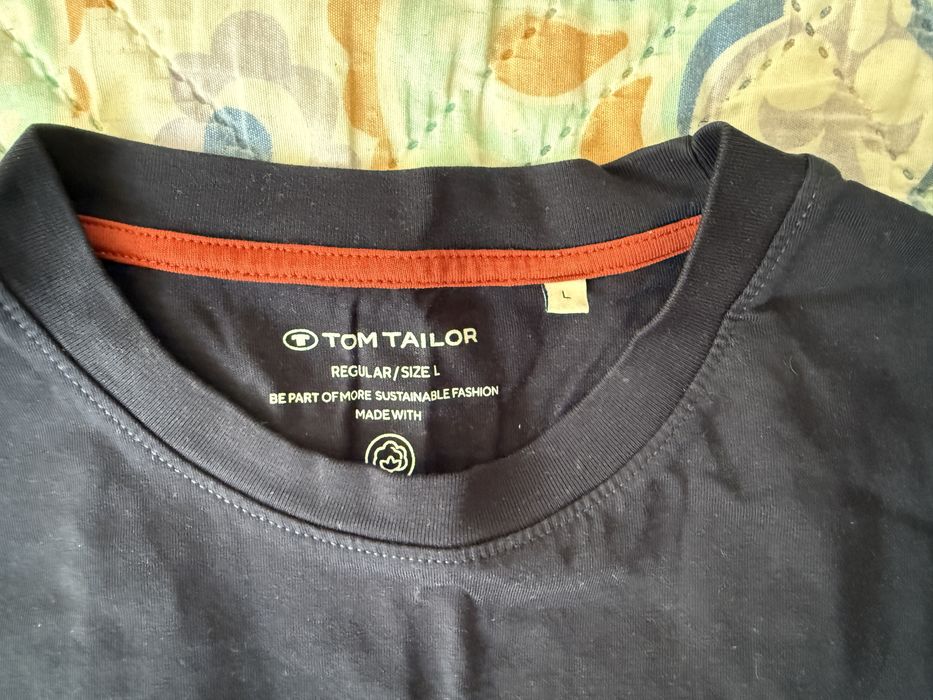 L
TOM TAILOR
REGULAR/SIZE L
BE PART OF MORE SUSTAINABLE FASHION
MADE WITH